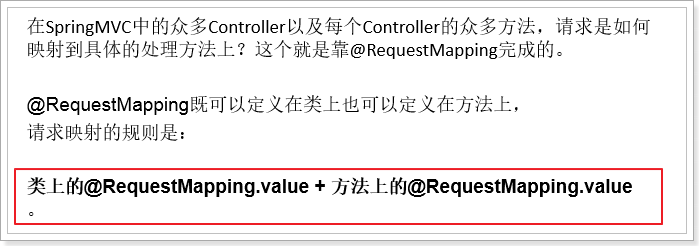 在SpringMVC中的众多Controller以及每个Controller的众多方法，请求是如何
映射到具体的处理方法上？这个就是靠@RequestMapping完成的。
@RequestMapping既可以定义在类上也可以定义在方法上，
请求映射的规则是：
类上的@RequestMapping.value + 方法上的@RequestMapping.value
。